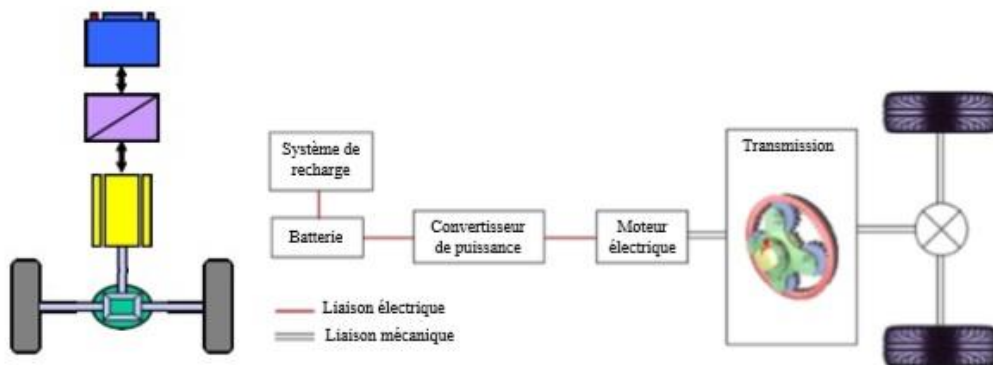 Système de
recharge
Batterie
Convertisseur
de puissance
Moteur
électrique
Transmission
Liaison électrique
Liaison mécanique